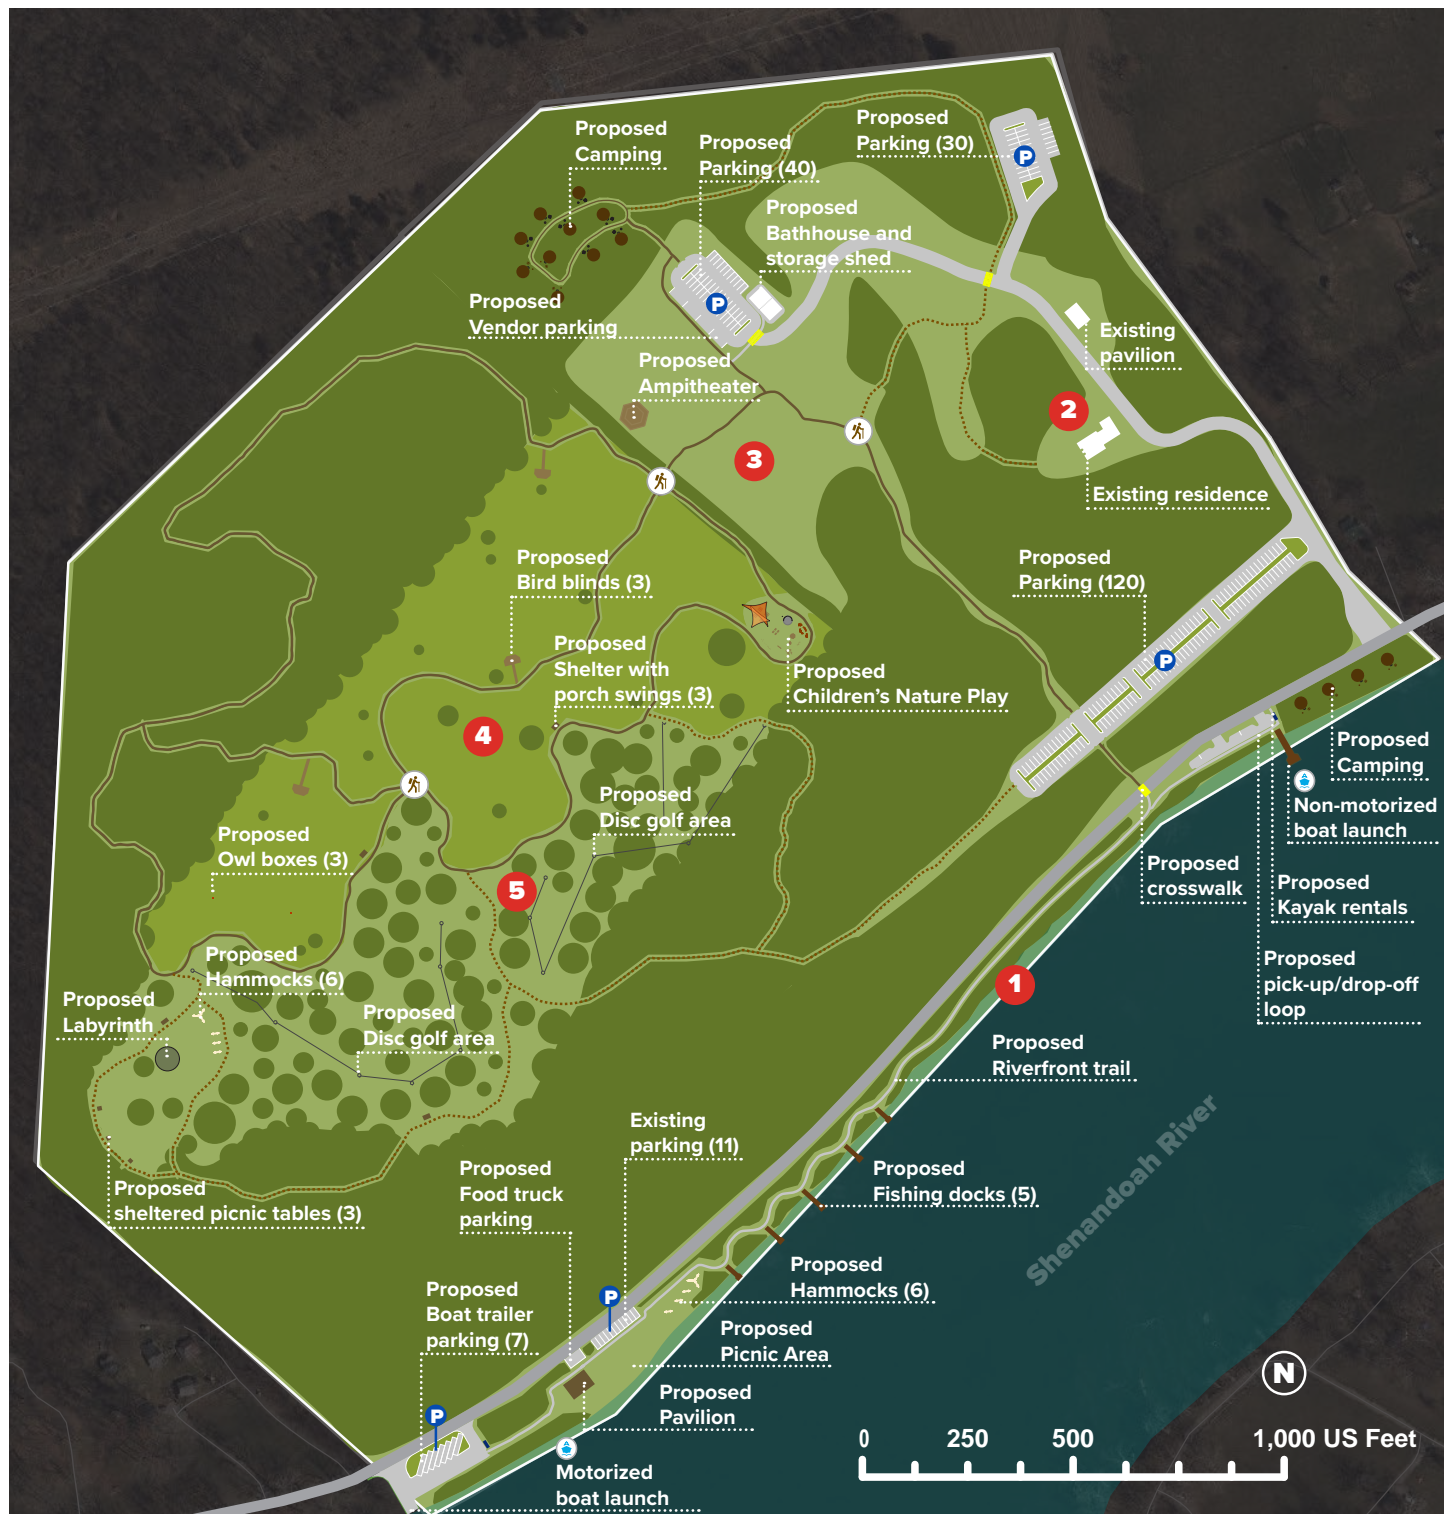 Proposed
Camping
Proposed
Parking (40)
Proposed
Parking (30)
P
Proposed
Bathhouse and
storage shed
P
Proposed
Vendor parking
Existing
pavilion
Proposed
Ampitheater
2
3
Existing residence
Proposed
Bird blinds (3)
Proposed
Parking (120)
P
Proposed
Shelter with
porch swings (3)
Proposed
Children's Nature Play
4
Proposed
Camping
Proposed
Disc golf area
Non-motorized
boat launch
Proposed
Owl boxes (3)
Proposed
crosswalk
5
Proposed
Kayak rentals
Proposed
Hammocks (6)
Proposed
pick-up/drop-off
loop
1
Proposed
Labyrinth
Proposed
Disc golf area
Proposed
Riverfront trail
Existing
parking (11)
Shenandoah River
Proposed
Food truck
parking
Proposed
Fishing docks (5)
Proposed
sheltered picnic tables (3)
Proposed
Hammocks (6)
Proposed
Boat trailer
parking (7)
P
Proposed
Picnic Area
N
Proposed
Pavilion
P
0 250 500 1,000 US Feet
Motorized
boat launch